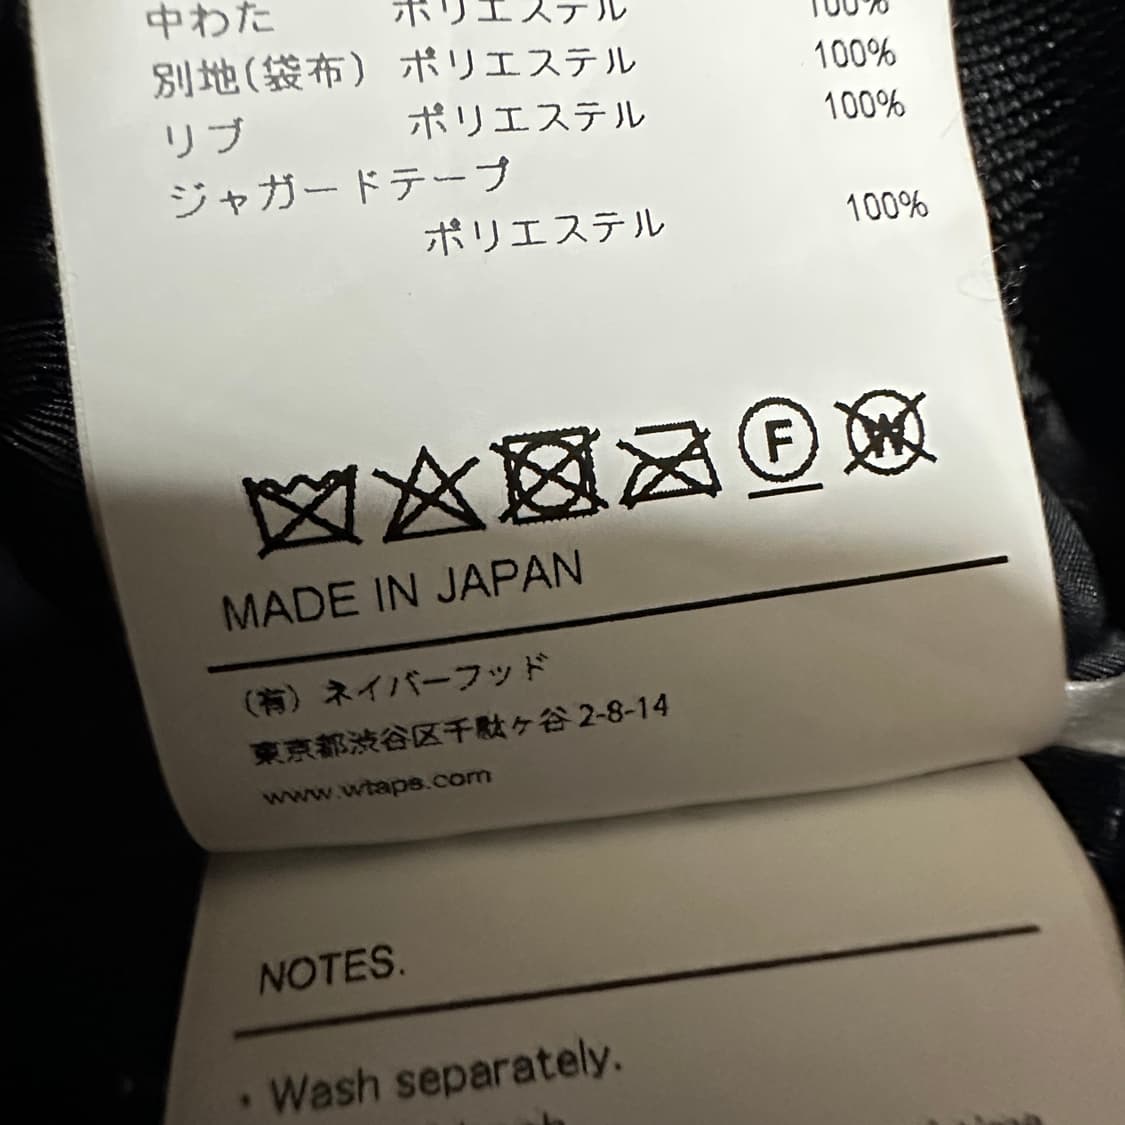 中わた ポリエステル 100%
別地(袋布) ポリエステル 100%
リブ ポリエステル 100%
ジャガードテープ
ポリエステル 100%
F
W
MADE IN JAPAN
(有) ネイバーフッド
東京都渋谷区千駄ヶ谷 2-8-14
www.wtaps.com
NOTES.
・Wash separately.